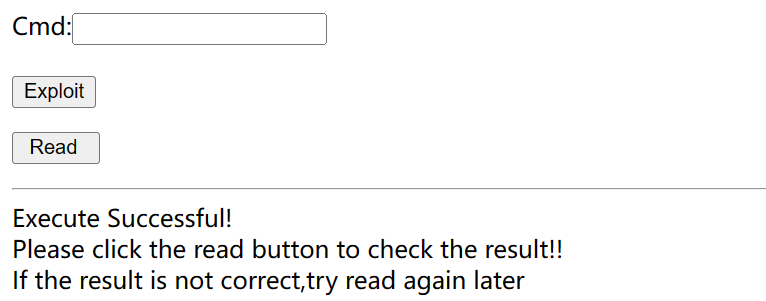 Cmd:
Exploit
Read
Execute Successful!
Please click the read button to check the result!!
If the result is not correct,try read again later